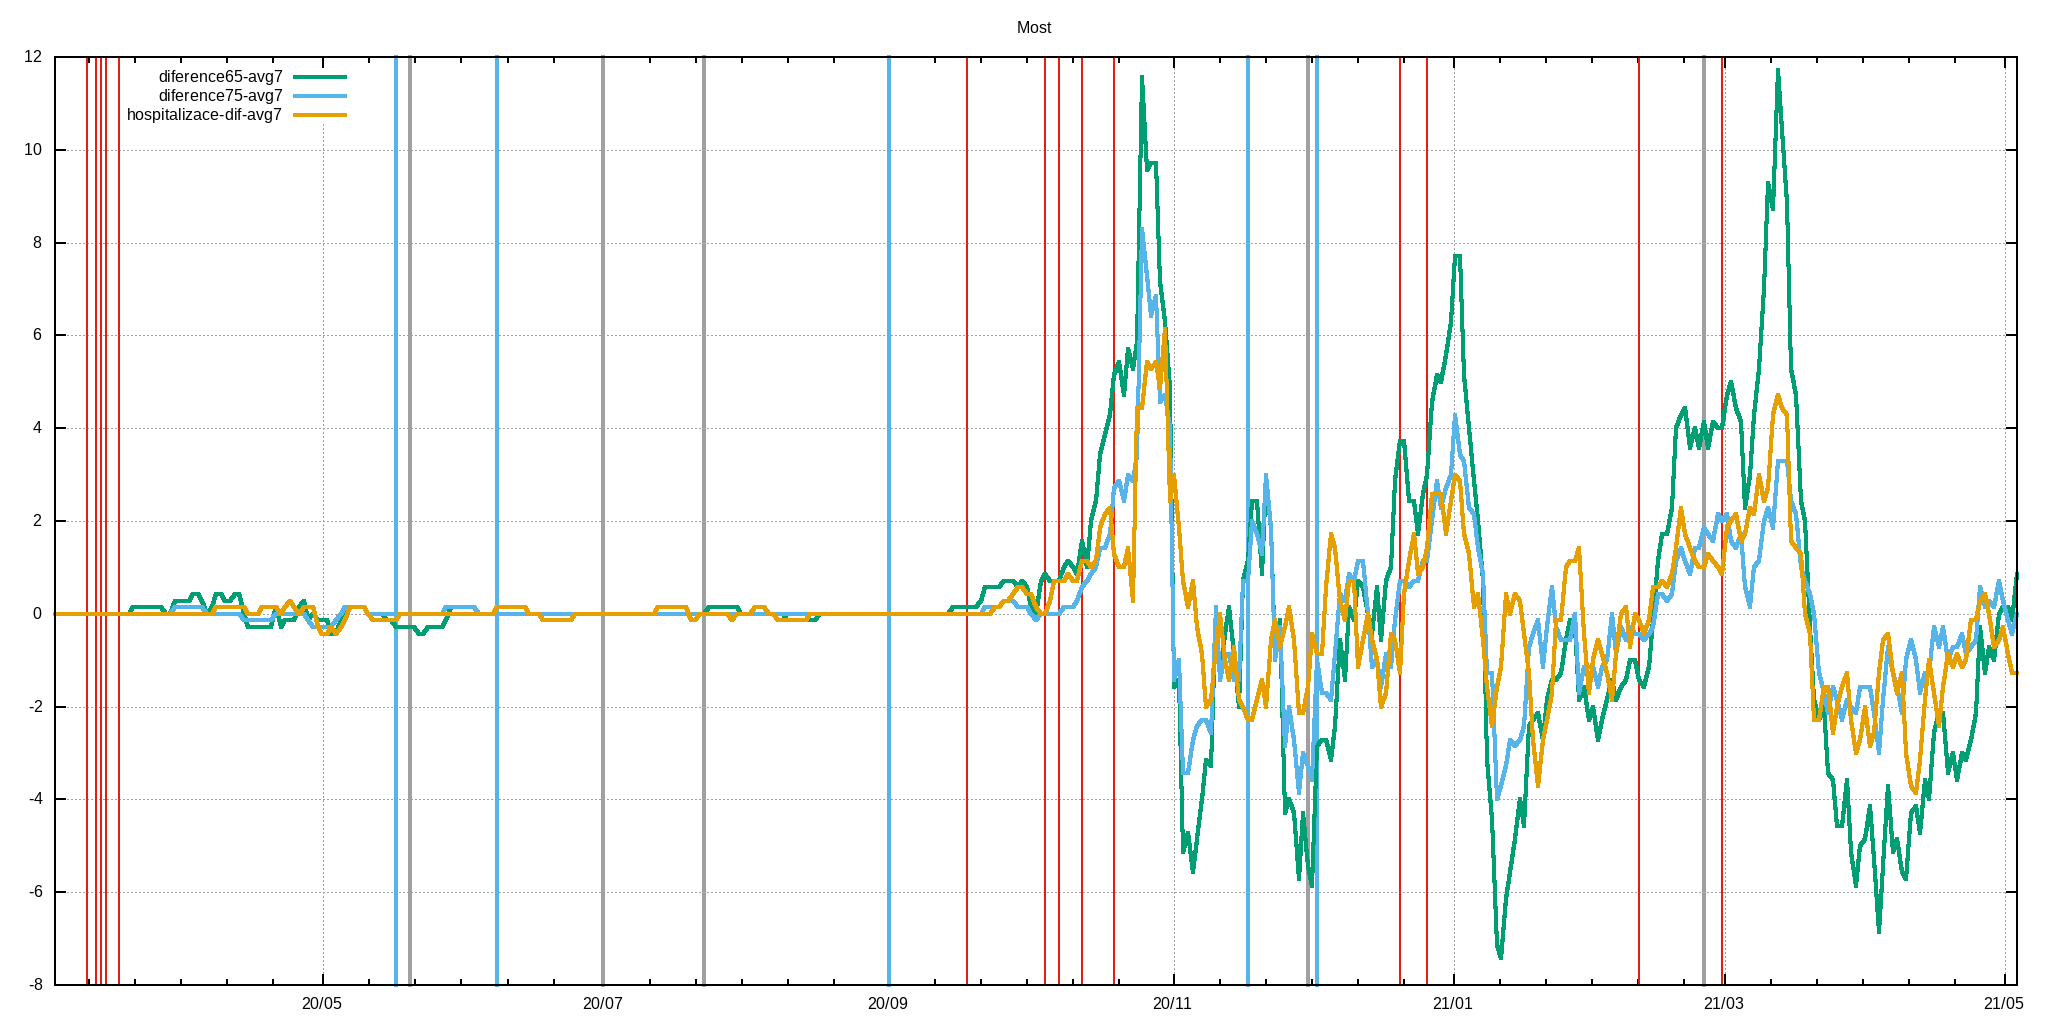 Most
diference65-avg7
diference75-avg7
hospitalizace-dif-avg7
12
10
8
6
4
2
0
-2
-4
-6
-8
20/05 20/07 20/09 20/11 21/01 21/03 21/05